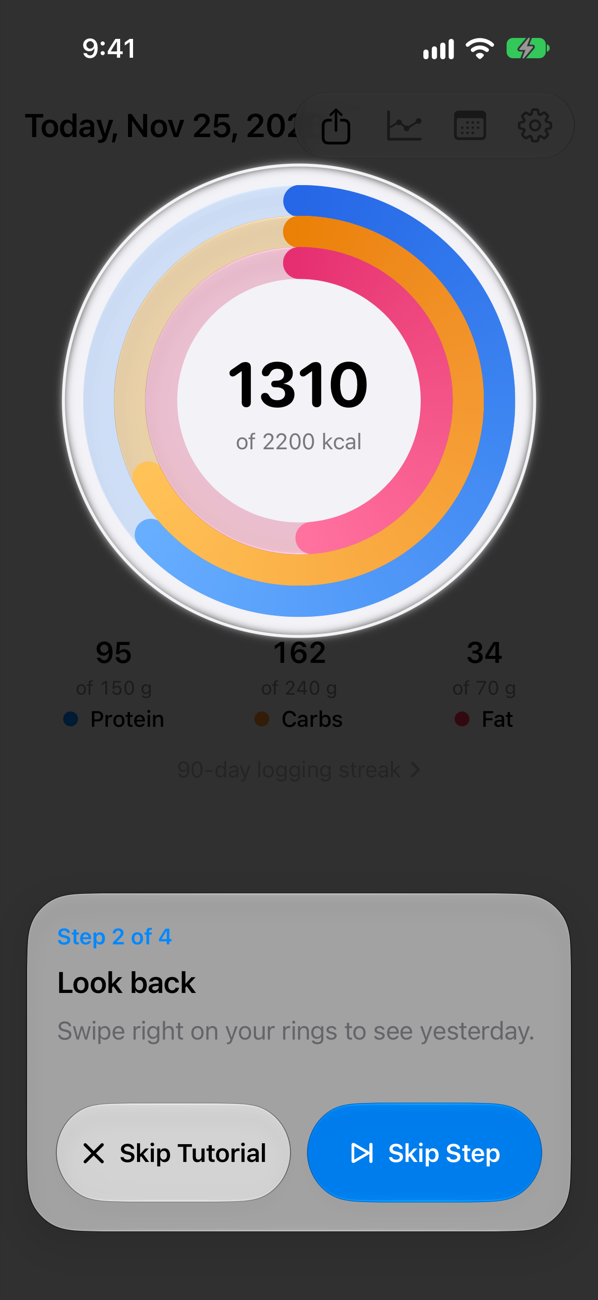 9:41
Today, Nov 25, 202
1310
of 2200 kcal
95 162 34
of 150 g of 240 g of 70 g
Protein Carbs Fat
90-day logging streak
Step 2 of 4
Look back
Swipe right on your rings to see yesterday.
Skip Tutorial Skip Step